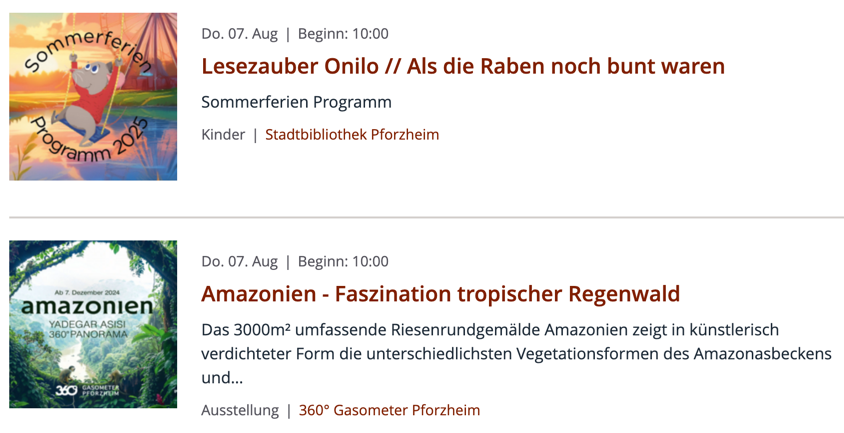 Sommerferien
Programm 2025
Do. 07. Aug | Beginn: 10:00
Lesezauber Onilo // Als die Raben noch bunt waren
Sommerferien Programm
Kinder | Stadtbibliothek Pforzheim
Ab 7. Dezember 2024
amazonien
YADEGAR ASISI
360°PANORAMA
360°
GASOMETER
PFORZHEIM
Do. 07. Aug | Beginn: 10:00
Amazonien - Faszination tropischer Regenwald
Das 3000m² umfassende Riesenrundgemälde Amazonien zeigt in künstlerisch
verdichteter Form die unterschiedlichsten Vegetationsformen des Amazonasbeckens
und...
Ausstellung | 360° Gasometer Pforzheim